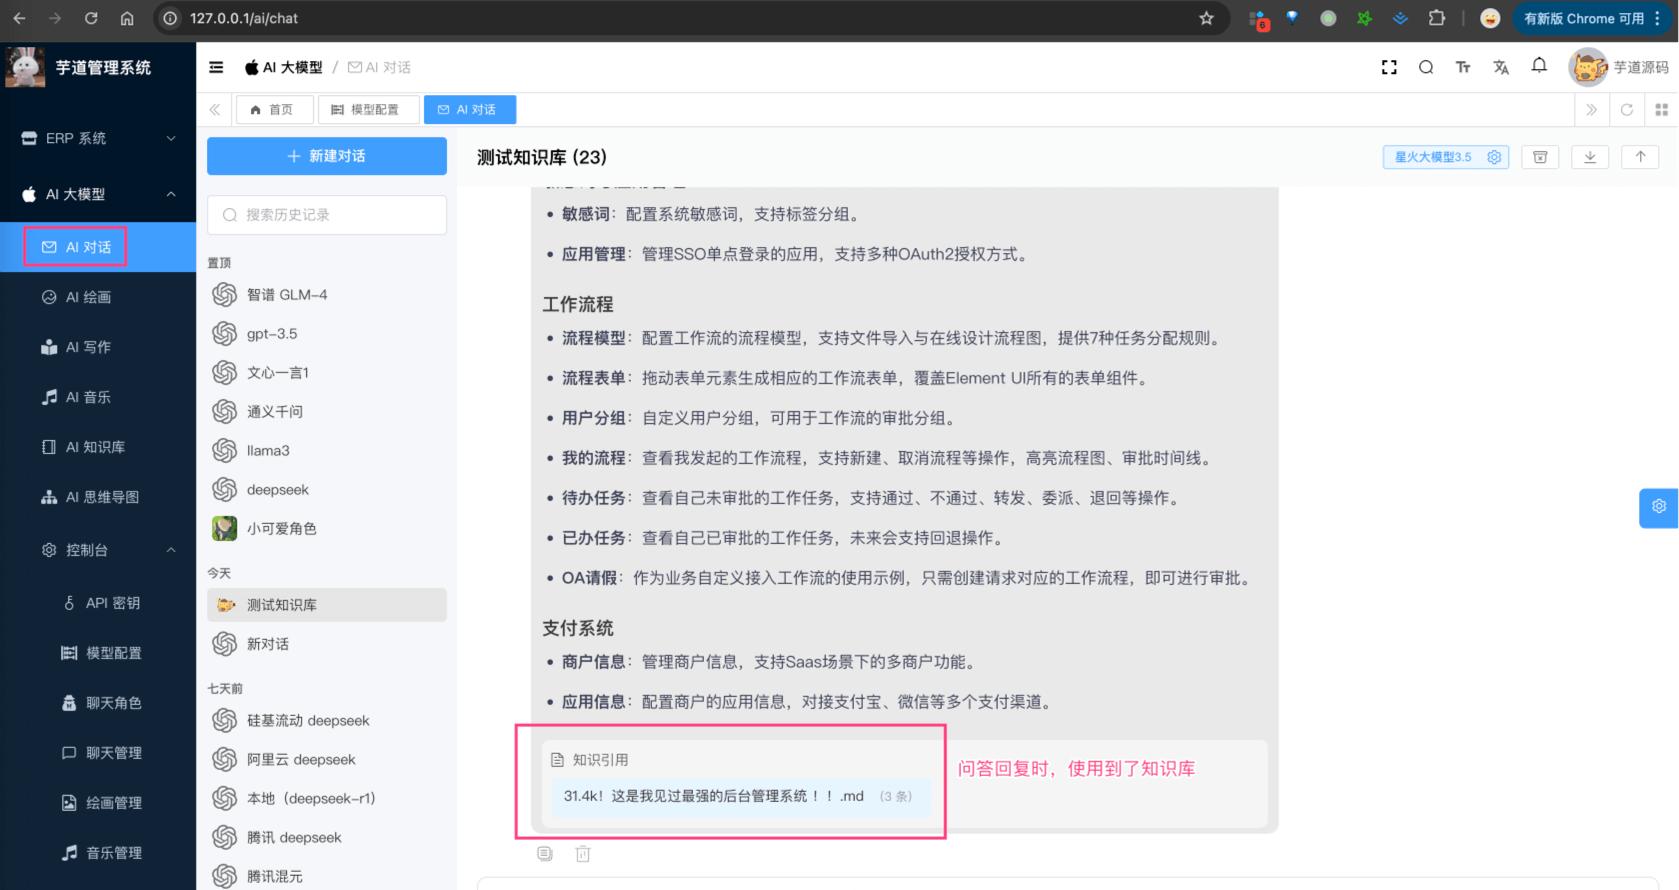 127.0.0.1/ai/chat
6
有新版 Chrome 可用
芋道管理系统
AI 大模型 / AI 对话
芋道源码
首页
模型配置
AI 对话
ERP 系统
AI 大模型
AI 对话
AI 绘画
AI 写作
AI 音乐
AI 知识库
AI 思维导图
控制台
API 密钥
模型配置
聊天角色
聊天管理
绘画管理
音乐管理
新建对话
搜索历史记录
置顶
智谱 GLM-4
gpt-3.5
文心一言1
通义千问
llama3
deepseek
小可爱角色
今天
测试知识库
新对话
七天前
硅基流动 deepseek
阿里云 deepseek
本地（deepseek-r1）
腾讯 deepseek
腾讯混元
测试知识库 (23)
星火大模型3.5
敏感词：配置系统敏感词，支持标签分组。
应用管理：管理SSO单点登录的应用，支持多种OAuth2授权方式。
工作流程
流程模型：配置工作流的流程模型，支持文件导入与在线设计流程图，提供7种任务分配规则。
流程表单：拖动表单元素生成相应的工作流表单，覆盖Element UI所有的表单组件。
用户分组：自定义用户分组，可用于工作流的审批分组。
我的流程：查看我发起的工作流程，支持新建、取消流程等操作，高亮流程图、审批时间线。
待办任务：查看自己未审批的工作任务，支持通过、不通过、转发、委派、退回等操作。
已办任务：查看自己已审批的工作任务，未来会支持回退操作。
OA请假：作为业务自定义接入工作流的使用示例，只需创建请求对应的工作流程，即可进行审批。
支付系统
商户信息：管理商户信息，支持Saas场景下的多商户功能。
应用信息：配置商户的应用信息，对接支付宝、微信等多个支付渠道。
知识引用
31.4k！这是我见过最强的后台管理系统！！.md （3 条）
问答回复时，使用到了知识库